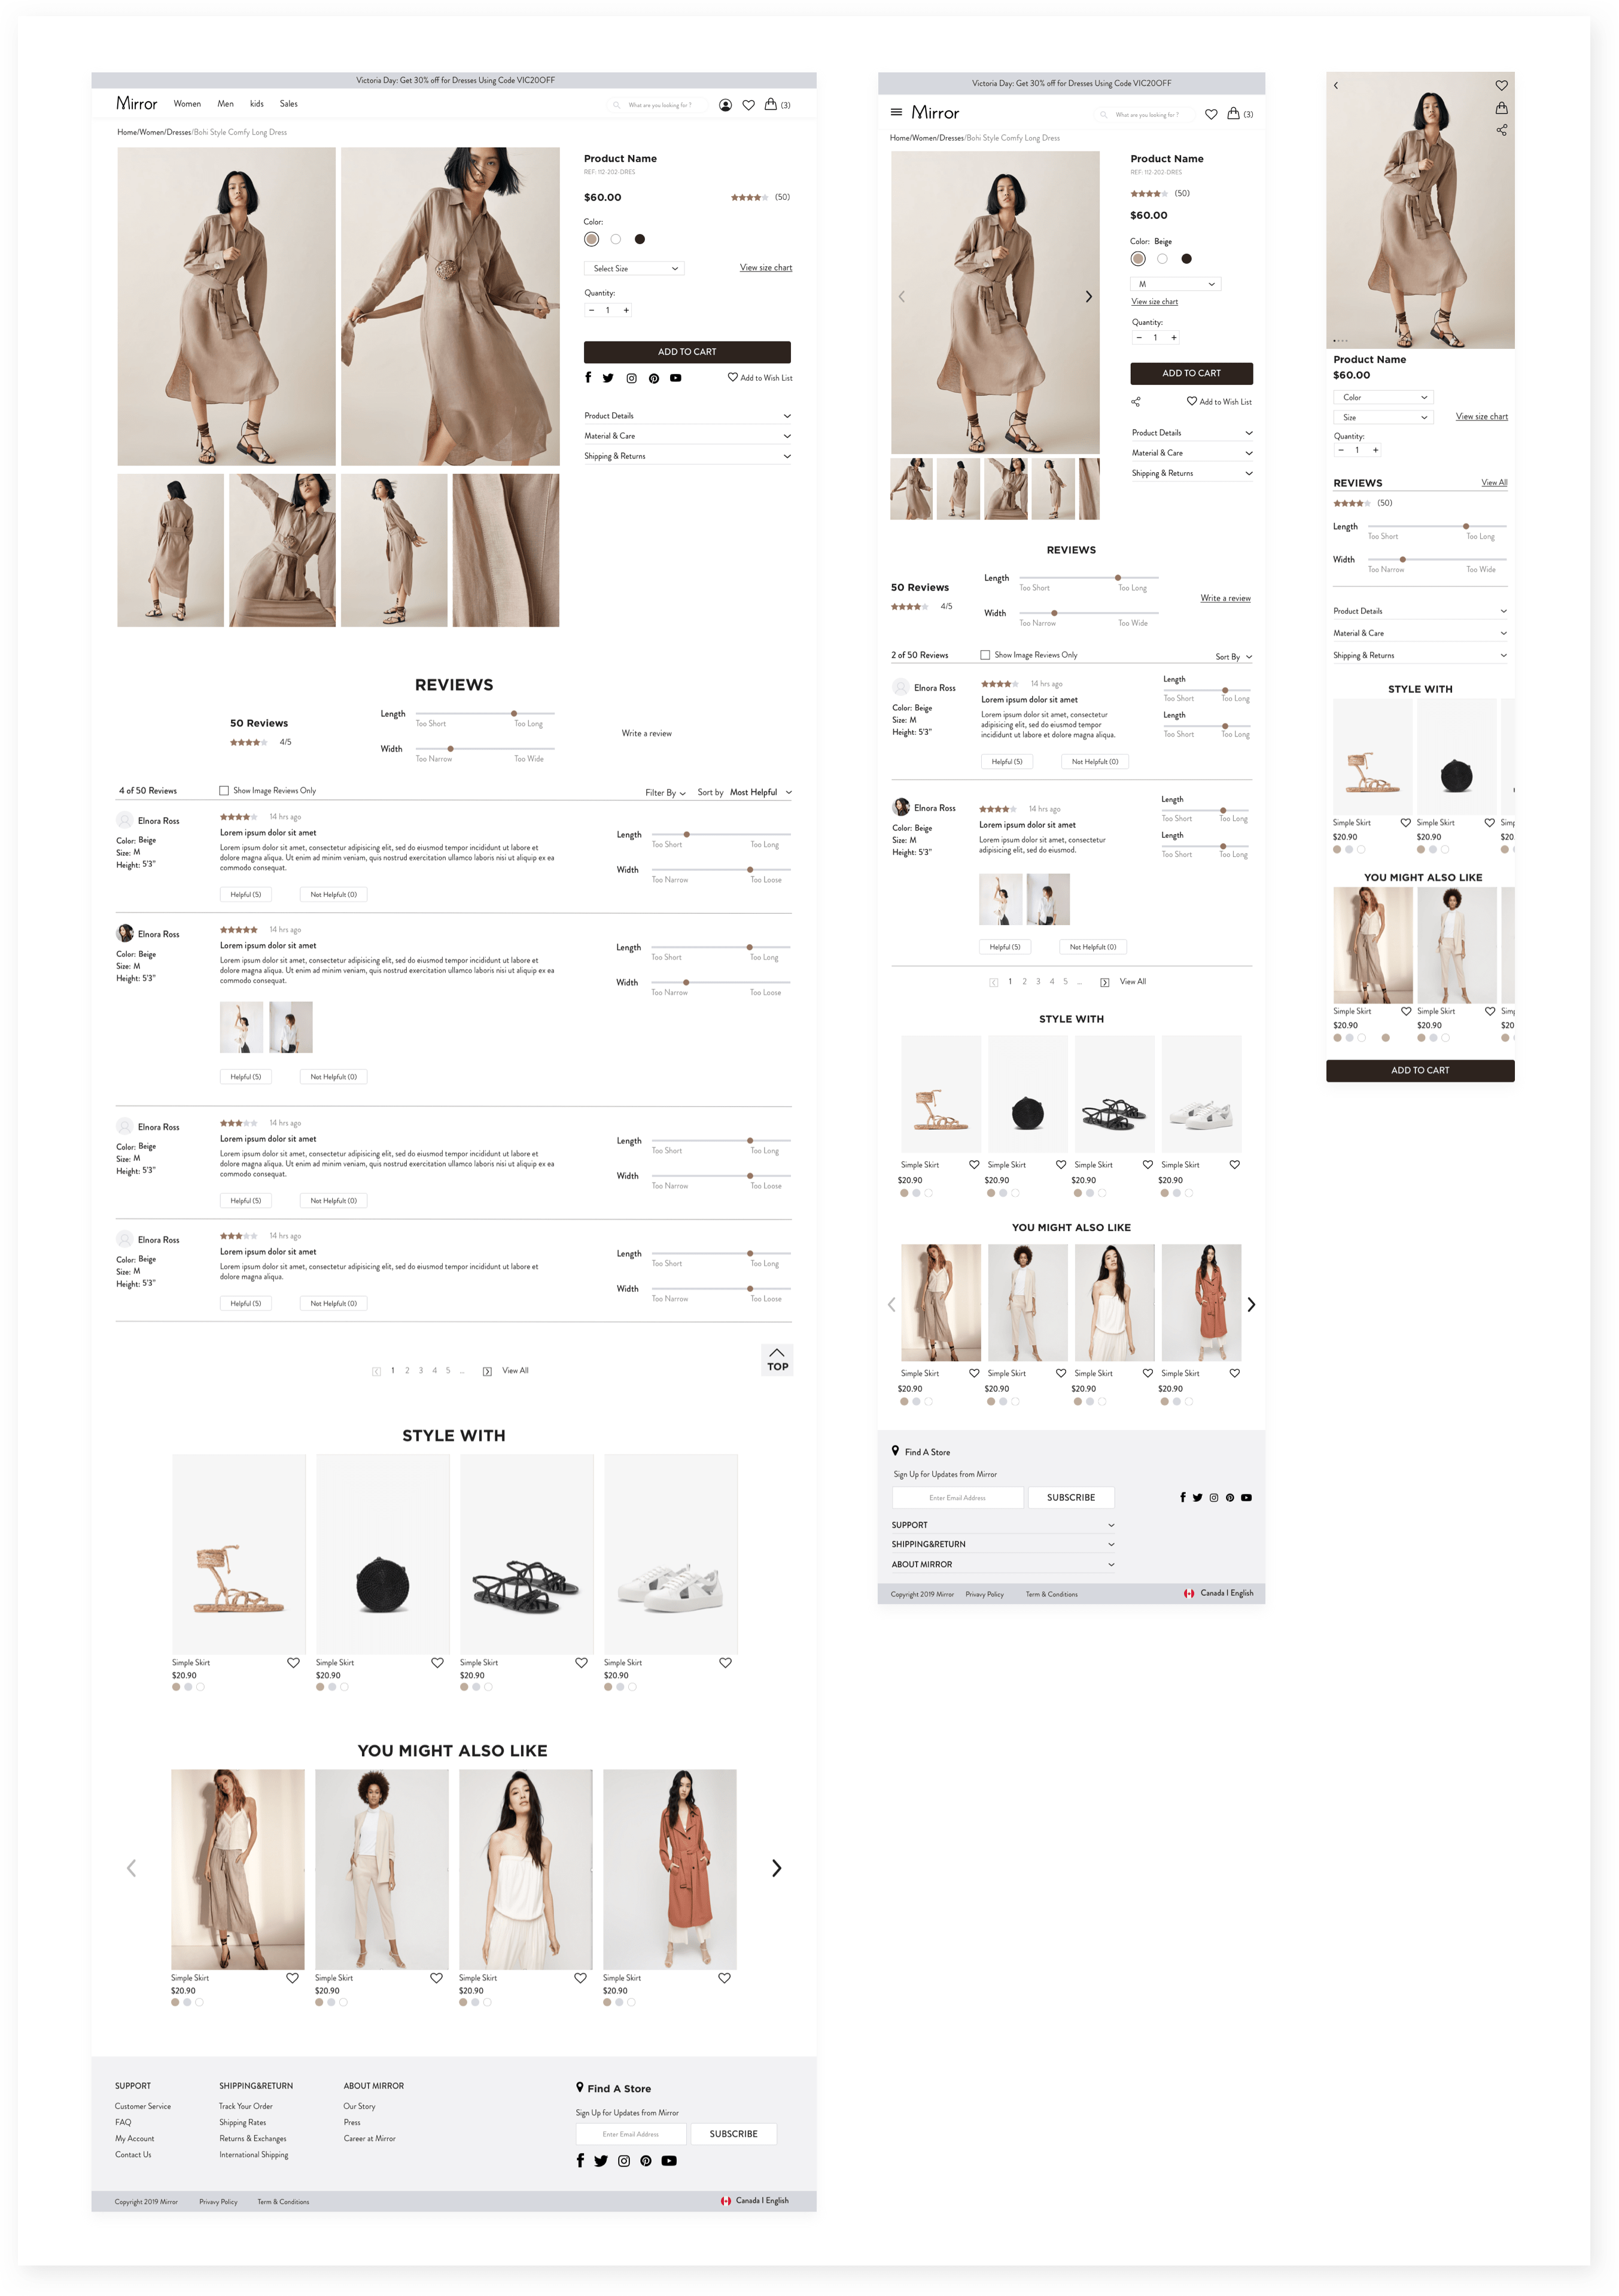 Victoria Day: Get 30% off for Dresses Using Code VIC20OFF
Mirror Women Men kids Sales What are you looking for ? (3)
Home/Women/Dresses/Bohi Style Comfy Long Dress
Product Name
REF: 112-202-DRES
$60.00 (50)
Color:
Select Size View size chart
Quantity:
− 1 +
ADD TO CART
Add to Wish List
Product Details
Material & Care
Shipping & Returns
REVIEWS
50 Reviews
4/5
Length
Too Short Too Long
Width
Too Narrow Too Wide
Write a review
4 of 50 Reviews Show Image Reviews Only Filter By Sort by Most Helpful
Elnora Ross
Color: Beige
Size: M
Height: 5'3"
14 hrs ago
Lorem ipsum dolor sit amet
Lorem ipsum dolor sit amet, consectetur adipisicing elit, sed do eiusmod tempor incididunt ut labore et
dolore magna aliqua. Ut enim ad minim veniam, quis nostrud exercitation ullamco laboris nisi ut aliquip ex ea
commodo consequat.
Helpful (5) Not Helpfult (0)
Length
Too Short Too Long
Width
Too Narrow Too Loose
Elnora Ross
Color: Beige
Size: M
Height: 5'3"
14 hrs ago
Lorem ipsum dolor sit amet
Lorem ipsum dolor sit amet, consectetur adipisicing elit, sed do eiusmod tempor incididunt ut labore et
dolore magna aliqua. Ut enim ad minim veniam, quis nostrud exercitation ullamco laboris nisi ut aliquip ex ea
commodo consequat.
Helpful (5) Not Helpfult (0)
Length
Too Short Too Long
Width
Too Narrow Too Loose
Elnora Ross
Color: Beige
Size: M
Height: 5'3"
14 hrs ago
Lorem ipsum dolor sit amet
Lorem ipsum dolor sit amet, consectetur adipisicing elit, sed do eiusmod tempor incididunt ut labore et
dolore magna aliqua. Ut enim ad minim veniam, quis nostrud exercitation ullamco laboris nisi ut aliquip ex ea
commodo consequat.
Helpful (5) Not Helpfult (0)
Length
Too Short Too Long
Width
Too Narrow Too Loose
Elnora Ross
Color: Beige
Size: M
Height: 5'3"
14 hrs ago
Lorem ipsum dolor sit amet
Lorem ipsum dolor sit amet, consectetur adipisicing elit, sed do eiusmod tempor incididunt ut labore et
dolore magna aliqua.
Helpful (5) Not Helpfult (0)
Length
Too Short Too Long
Width
Too Narrow Too Loose
1 2 3 4 5 ... View All
TOP
STYLE WITH
Simple Skirt Simple Skirt Simple Skirt Simple Skirt
$20.90 $20.90 $20.90 $20.90
YOU MIGHT ALSO LIKE
Simple Skirt Simple Skirt Simple Skirt Simple Skirt
$20.90 $20.90 $20.90 $20.90
SUPPORT
Customer Service
FAQ
My Account
Contact Us
SHIPPING&RETURN
Track Your Order
Shipping Rates
Returns & Exchanges
International Shipping
ABOUT MIRROR
Our Story
Press
Career at Mirror
Find A Store
Sign Up for Updates from Mirror
Enter Email Address SUBSCRIBE
Copyright 2019 Mirror Privavy Policy Term & Conditions Canada I English
Victoria Day: Get 30% off for Dresses Using Code VIC20OFF
Mirror What are you looking for ? (3)
Home/Women/Dresses/Bohi Style Comfy Long Dress
Product Name
REF: 112-202-DRES
(50)
$60.00
Color: Beige
M
View size chart
Quantity:
− 1 +
ADD TO CART
Add to Wish List
Product Details
Material & Care
Shipping & Returns
REVIEWS
50 Reviews
4/5
Length
Too Short Too Long
Width
Too Narrow Too Wide
Write a review
2 of 50 Reviews Show Image Reviews Only Sort By
Elnora Ross
Color: Beige
Size: M
Height: 5'3"
14 hrs ago
Lorem ipsum dolor sit amet
Lorem ipsum dolor sit amet, consectetur
adipisicing elit, sed do eiusmod tempor
incididunt ut labore et dolore magna aliqua.
Helpful (5) Not Helpfult (0)
Length
Too Short Too Long
Length
Too Short Too Long
Elnora Ross
Color: Beige
Size: M
Height: 5'3"
14 hrs ago
Lorem ipsum dolor sit amet
Lorem ipsum dolor sit amet, consectetur
adipisicing elit, sed do eiusmod.
Helpful (5) Not Helpfult (0)
Length
Too Short Too Long
Length
Too Short Too Long
1 2 3 4 5 ... View All
STYLE WITH
Simple Skirt Simple Skirt Simple Skirt Simple Skirt
$20.90 $20.90 $20.90 $20.90
YOU MIGHT ALSO LIKE
Simple Skirt Simple Skirt Simple Skirt Simple Skirt
$20.90 $20.90 $20.90 $20.90
Find A Store
Sign Up for Updates from Mirror
Enter Email Address SUBSCRIBE
SUPPORT
SHIPPING&RETURN
ABOUT MIRROR
Copyright 2019 Mirror Privacy Policy Term & Conditions Canada I English
Product Name
$60.00
Color
Size View size chart
Quantity:
− 1 +
REVIEWS View All
(50)
Length
Too Short Too Long
Width
Too Narrow Too Wide
Product Details
Material & Care
Shipping & Returns
STYLE WITH
Simple Skirt Simple Skirt Simp
$20.90 $20.90 $20.
YOU MIGHT ALSO LIKE
Simple Skirt Simple Skirt Simp
$20.90 $20.90 $20
ADD TO CART